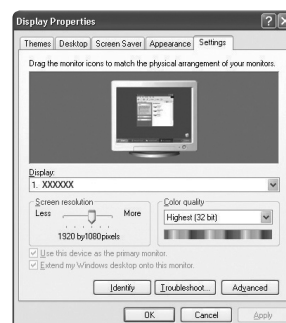 Display Properties
Themes Desktop Screen Saver Appearance Settings
Drag the monitor icons to match the physical arrangement of your monitors.
Display:
1. XXXXXX
Screen resolution
Less More
1920 by1080pixels
Color quality
Highest (32 bit)
Use this device as the primary monitor.
Extend my Windows desktop onto this monitor.
Identify Troubleshoot... Advanced
OK Cancel Apply